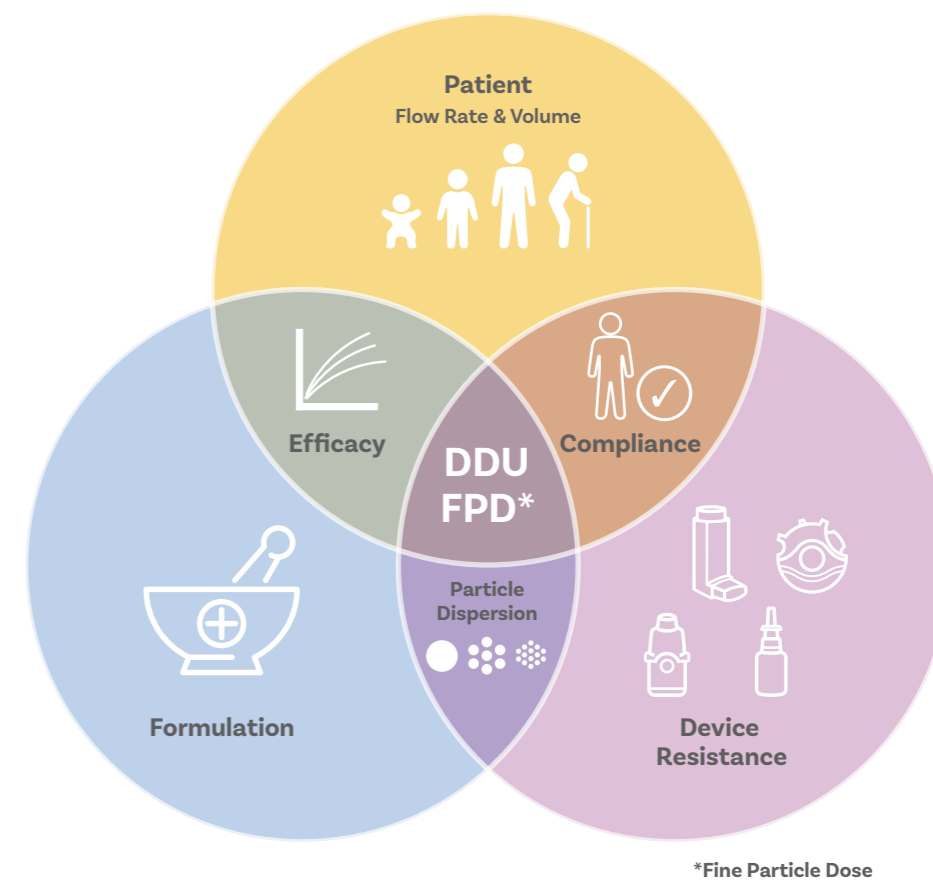 Patient
Flow Rate & Volume
Efficacy
Compliance
DDU
FPD*
Particle
Dispersion
Formulation
Device
Resistance
*Fine Particle Dose